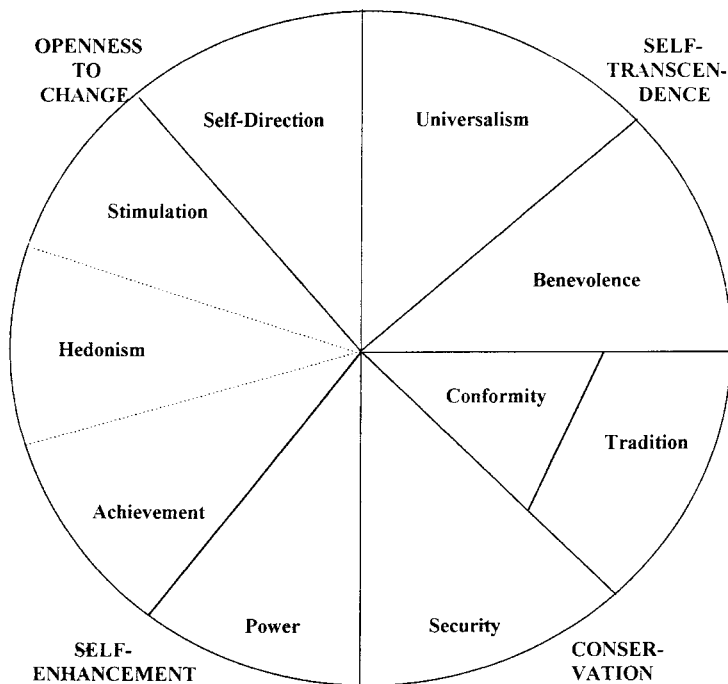 OPENNESS
TO
CHANGE
SELF-
TRANSCEN-
DENCE
Self-Direction
Universalism
Stimulation
Benevolence
Hedonism
Conformity
Tradition
Achievement
Power
Security
SELF-
ENHANCEMENT
CONSER-
VATION